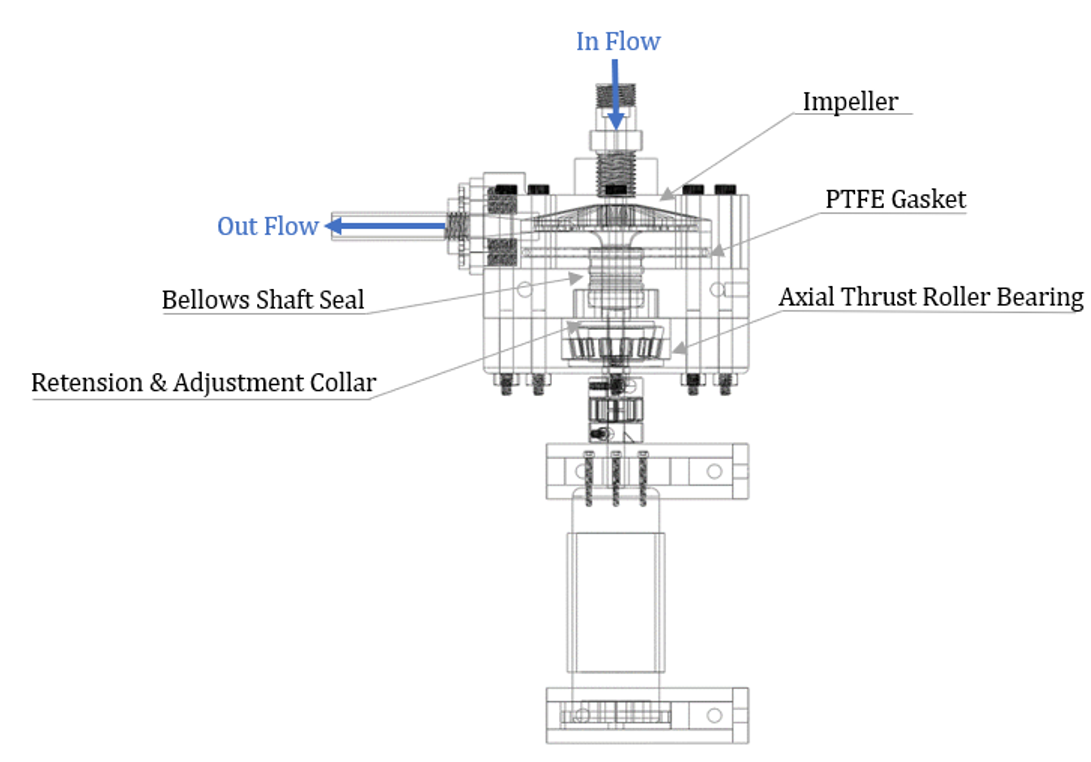 In Flow
Impeller
PTFE Gasket
Out Flow
Bellows Shaft Seal
Axial Thrust Roller Bearing
Retension & Adjustment Collar